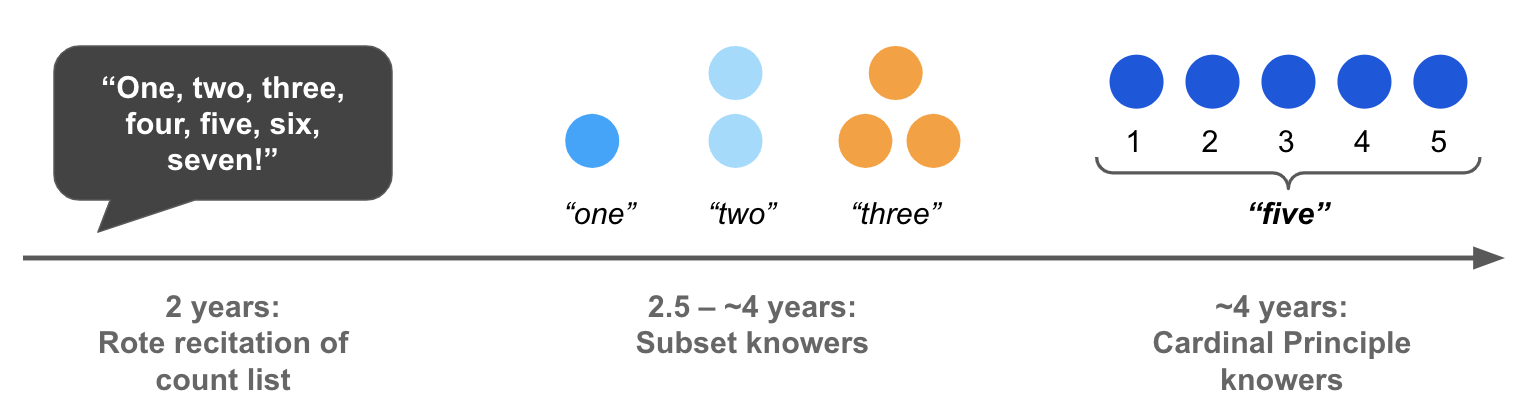 “One, two, three,
four, five, six,
seven!”
“one”
“two”
“three”
1 2 3 4 5
“five”
2 years:
Rote recitation of
count list
2.5 – ~4 years:
Subset knowers
~4 years:
Cardinal Principle
knowers